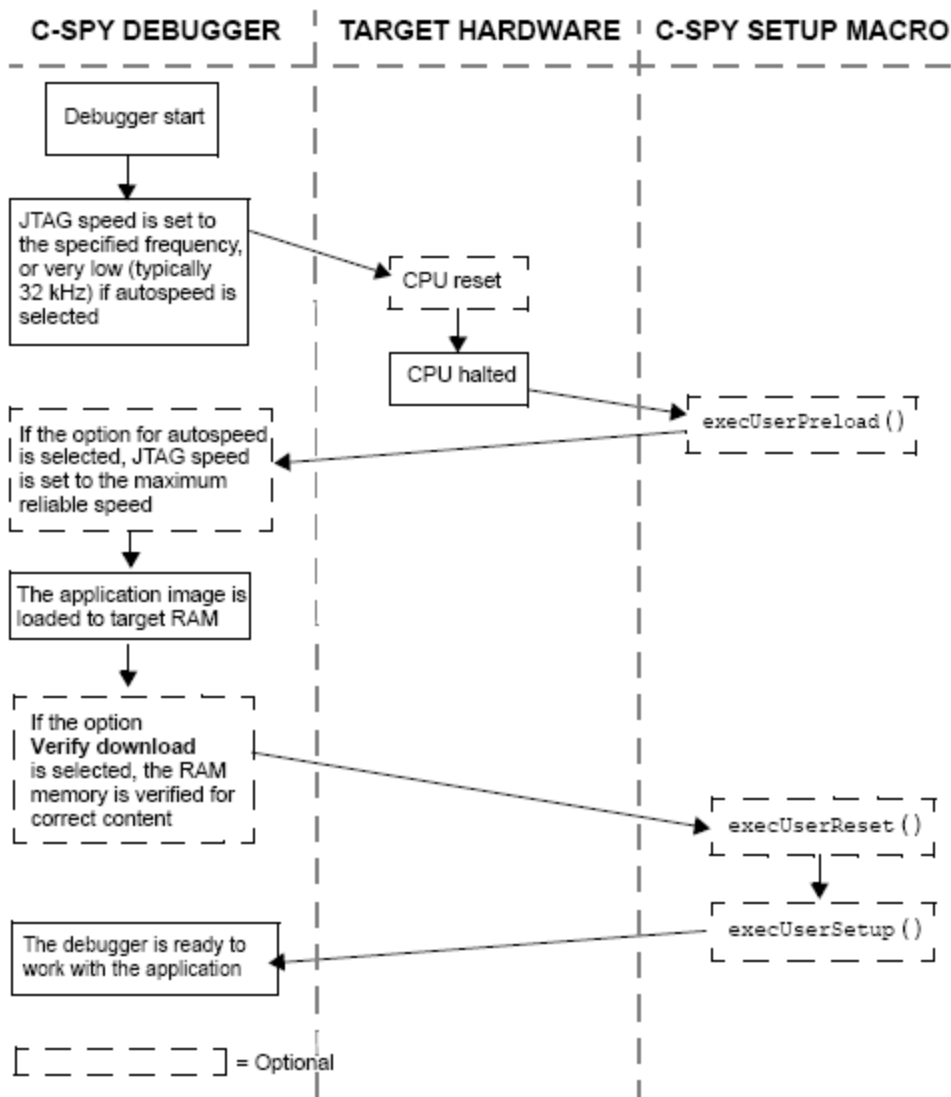 C-SPY DEBUGGER
TARGET HARDWARE
C-SPY SETUP MACRO
Debugger start
JTAG speed is set to
the specified frequency,
or very low (typically
32 kHz) if autospeed is
selected
CPU reset
CPU halted
execUserPreload()
If the option for autospeed
is selected, JTAG speed
is set to the maximum
reliable speed
The application image is
loaded to target RAM
If the option
Verify download
is selected, the RAM
memory is verified for
correct content
execUserReset()
execUserSetup()
The debugger is ready to
work with the application
= Optional